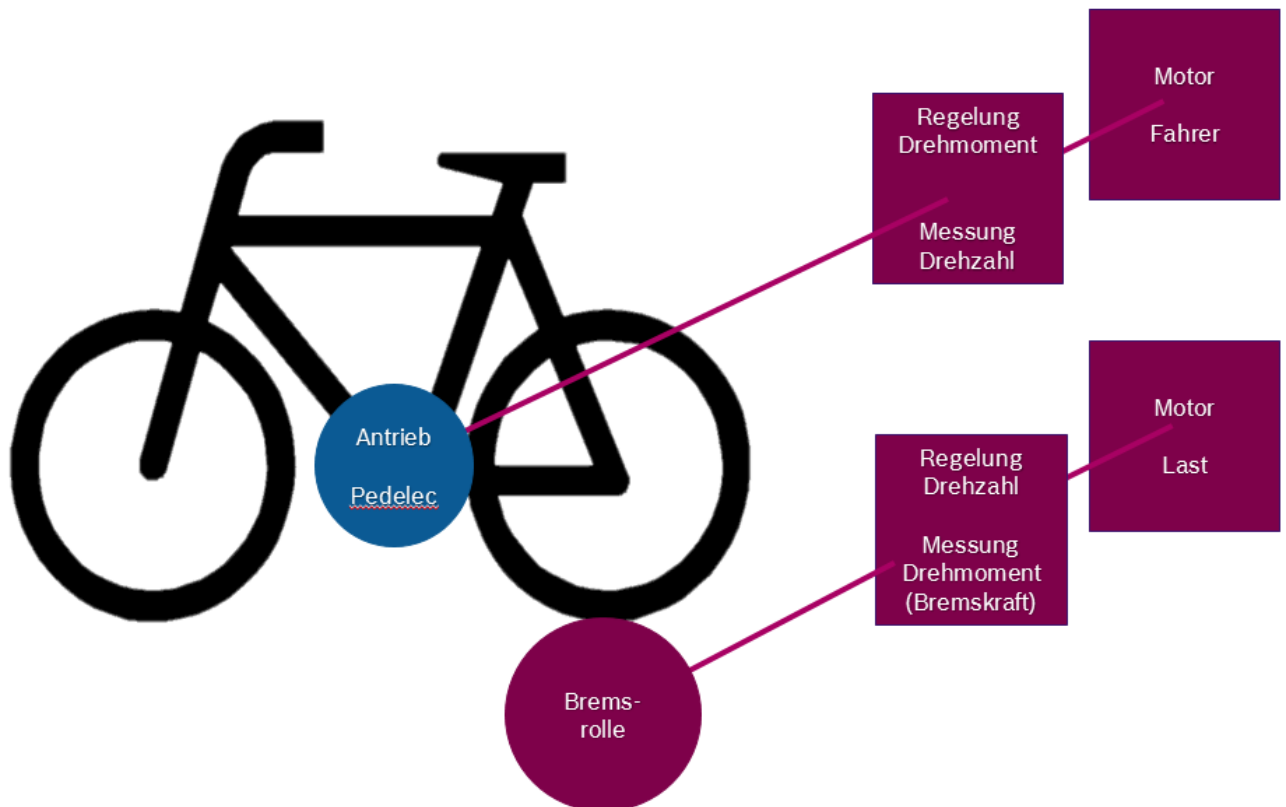 Motor
Fahrer
Regelung
Drehmoment
Messung
Drehzahl
Antrieb
Pedelec
Motor
Last
Regelung
Drehzahl
Messung
Drehmoment
(Bremskraft)
Brems-
rolle